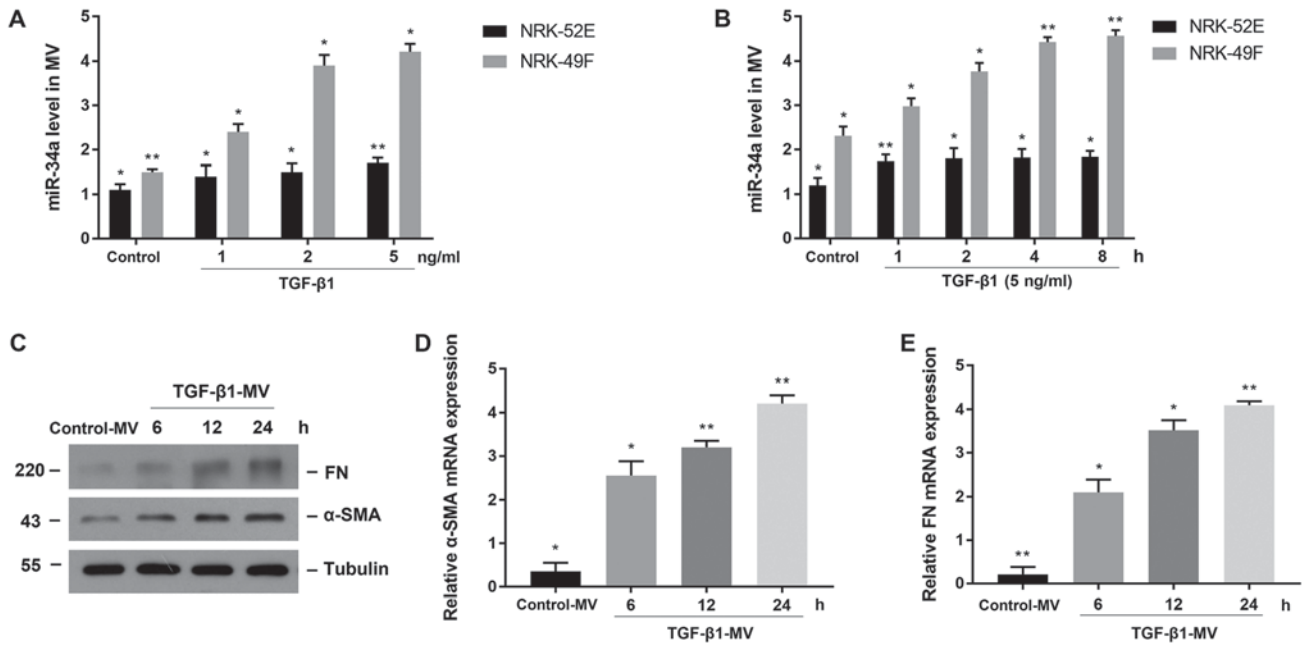 A
miR-34a level in MV
5
4
3
2
1
0
* ** * * * * ** *
Control 1 2 5 ng/ml
TGF-β1
NRK-52E
NRK-49F
B
miR-34a level in MV
5
4
3
2
1
0
* * ** * * * * ** * **
Control 1 2 4 8 h
TGF-β1 (5 ng/ml)
NRK-52E
NRK-49F
C
TGF-β1-MV
Control-MV 6 12 24 h
220 – – FN
43 – – α-SMA
55 – – Tubulin
D
Relative α-SMA mRNA expression
5
4
3
2
1
0
* * ** **
Control-MV 6 12 24 h
TGF-β1-MV
E
Relative FN mRNA expression
5
4
3
2
1
0
** * * **
Control-MV 6 12 24 h
TGF-β1-MV